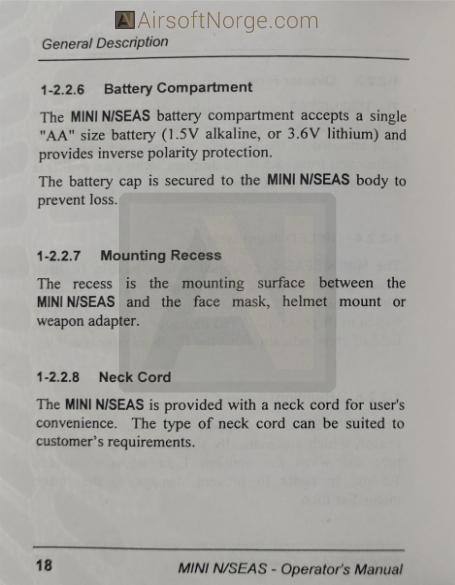 AirsoftNorge.com
General Description
1-2.2.6 Battery Compartment
The MINI N/SEAS battery compartment accepts a single
"AA" size battery (1.5V alkaline, or 3.6V lithium) and
provides inverse polarity protection.
The battery cap is secured to the MINI N/SEAS body to
prevent loss.
1-2.2.7 Mounting Recess
The recess is the mounting surface between the
MINI N/SEAS and the face mask, helmet mount or
weapon adapter.
1-2.2.8 Neck Cord
The MINI N/SEAS is provided with a neck cord for user's
convenience. The type of neck cord can be suited to
customer's requirements.
18 MINI N/SEAS - Operator's Manual